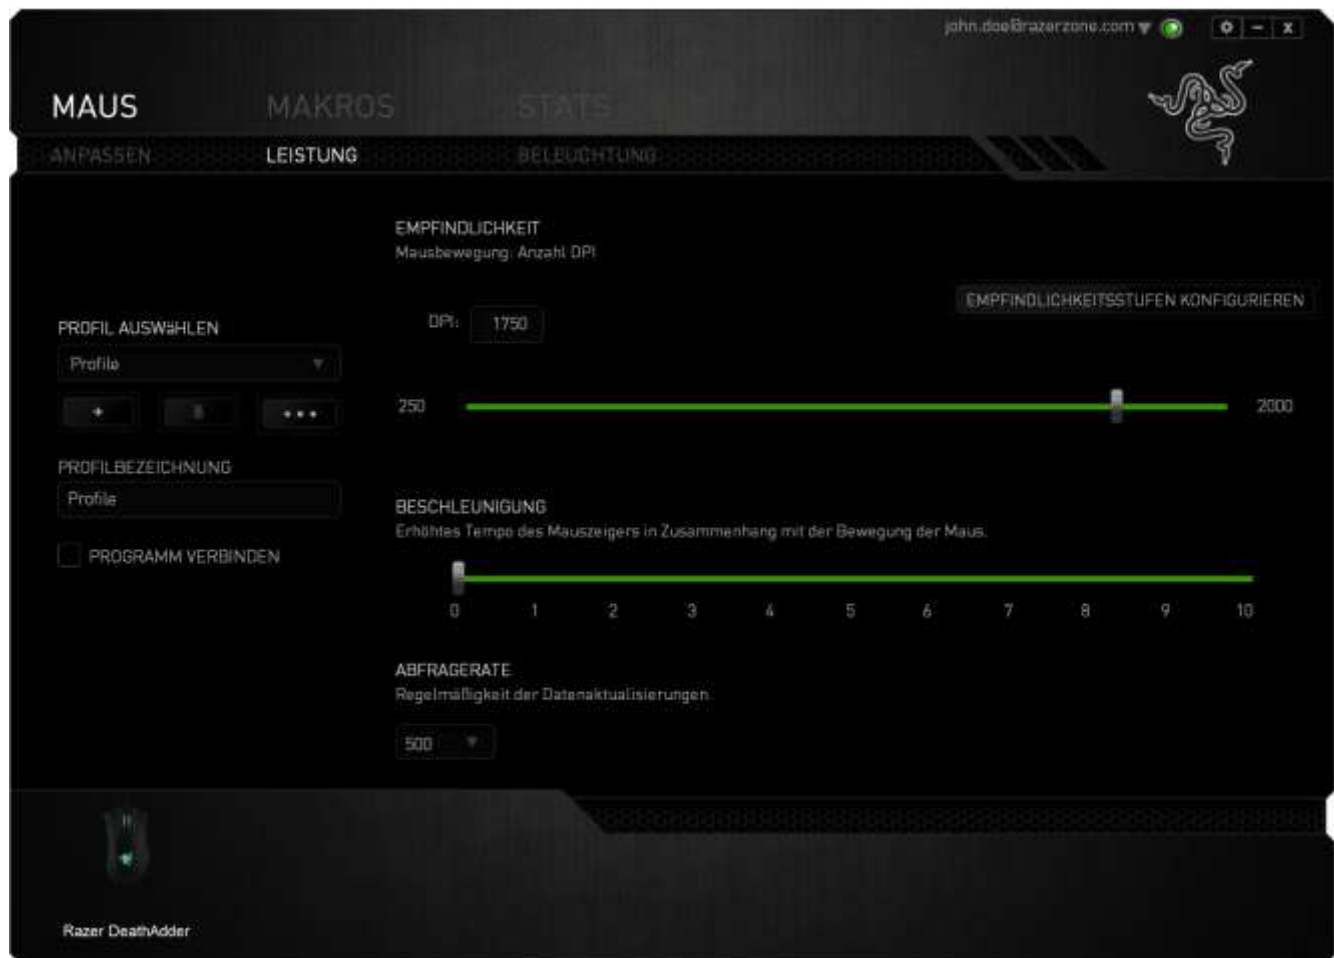 john.doe@razerzone.com
MAUS MAKROS STATS
ANPASSEN LEISTUNG BELEUCHTUNG
EMPFINDLICHKEIT
Mausbewegung: Anzahl DPI
EMPFINDLICHKEITSSTUFEN KONFIGURIEREN
DPI: 1750
PROFIL AUSWäHLEN
Profile
250 2000
PROFILBEZEICHNUNG
Profile
PROGRAMM VERBINDEN
BESCHLEUNIGUNG
Erhöhtes Tempo des Mauszeigers in Zusammenhang mit der Bewegung der Maus.
0 1 2 3 4 5 6 7 8 9 10
ABFRAGERATE
Regelmäßigkeit der Datenaktualisierungen.
500
Razer DeathAdder